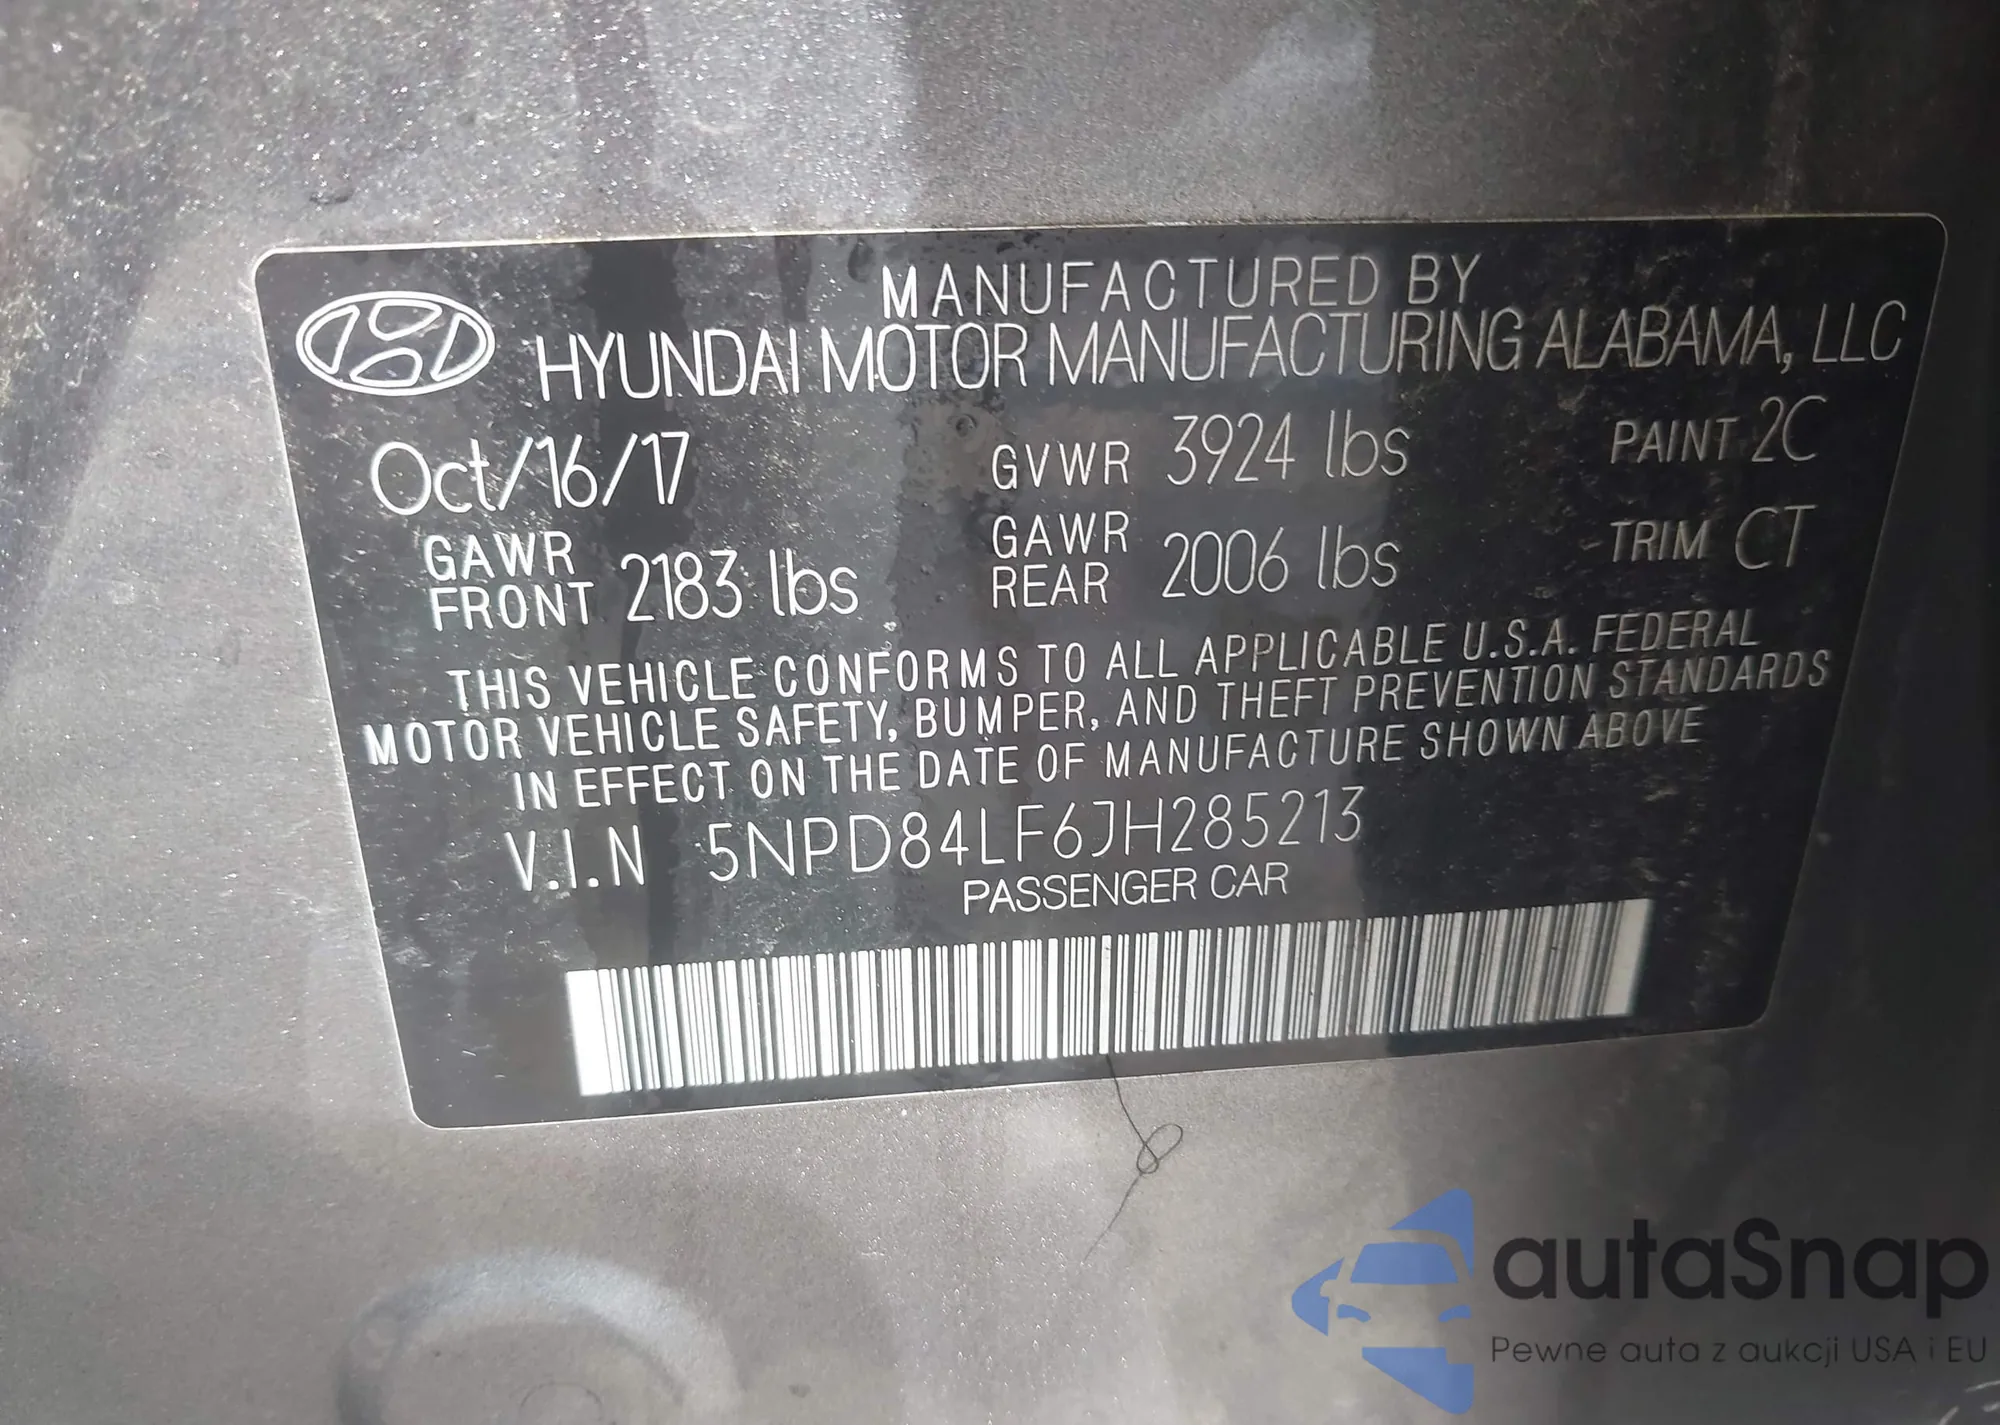 MANUFACTURED BY
HYUNDAI MOTOR MANUFACTURING ALABAMA, LLC
Oct/16/17 GVWR 3924 lbs PAINT 2C
GAWR FRONT 2183 lbs GAWR REAR 2006 lbs TRIM CT
THIS VEHICLE CONFORMS TO ALL APPLICABLE U.S.A. FEDERAL
MOTOR VEHICLE SAFETY, BUMPER, AND THEFT PREVENTION STANDARDS
IN EFFECT ON THE DATE OF MANUFACTURE SHOWN ABOVE
V.I.N 5NPD84LF6JH285213
PASSENGER CAR
autaSnap
Pewne auta z aukcji USA i EU